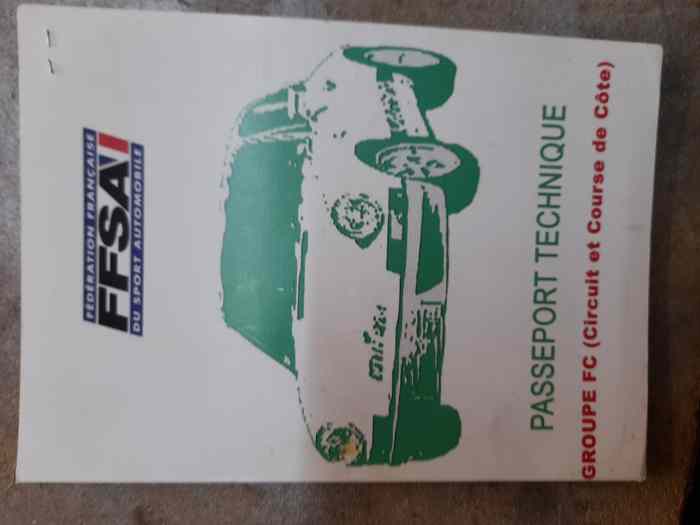 FÉDÉRATION FRANÇAISE
FFSA
DU SPORT AUTOMOBILE
PASSEPORT TECHNIQUE
GROUPE FC (Circuit et Course de Côte)